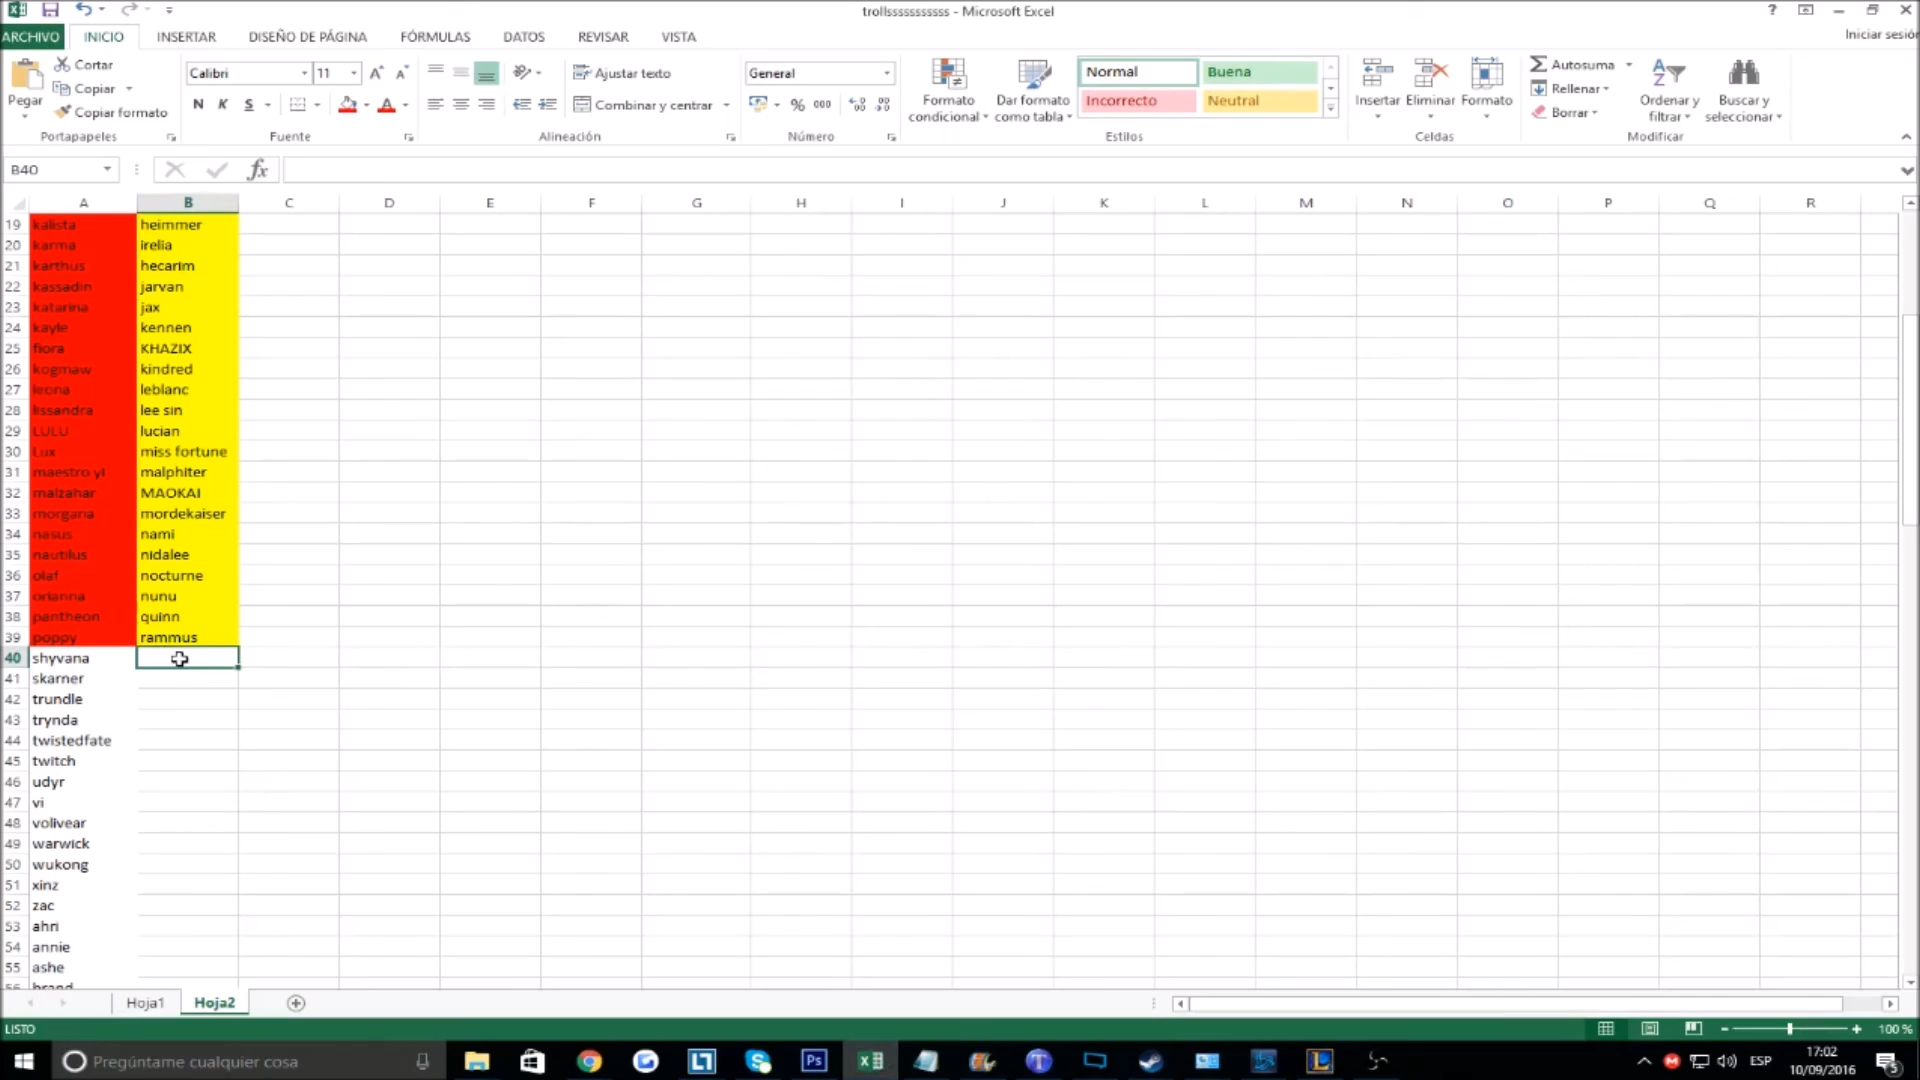 trollsssssssssss - Microsoft Excel
ARCHIVO INICIO INSERTAR DISEÑO DE PÁGINA FÓRMULAS DATOS REVISAR VISTA
Iniciar sesión
Pegar
Cortar
Copiar
Copiar formato
Portapapeles
Calibri 11
N K S
Fuente
Ajustar texto
Combinar y centrar
Alineación
General
% 000
Número
Formato condicional
Dar formato como tabla
Normal Buena
Incorrecto Neutral
Estilos
Insertar Eliminar Formato
Celdas
Autosuma
Rellenar
Borrar
Ordenar y filtrar
Buscar y seleccionar
Modificar
B40 fx
A B C D E F G H I J K L M N O P Q R
19 kalista heimmer
20 karma irelia
21 karthus hecarim
22 kassadin jarvan
23 katarina jax
24 kayle kennen
25 fiora KHAZIX
26 kogmaw kindred
27 leona leblanc
28 lissandra lee sin
29 LULU lucian
30 Lux miss fortune
31 maestro yi malphiter
32 malzahar MAOKAI
33 morgana mordekaiser
34 nasus nami
35 nautilus nidalee
36 olaf nocturne
37 orianna nunu
38 pantheon quinn
39 poppy rammus
40 shyvana
41 skarner
42 trundle
43 trynda
44 twistedfate
45 twitch
46 udyr
47 vi
48 volivear
49 warwick
50 wukong
51 xinz
52 zac
53 ahri
54 annie
55 ashe
56 brand
Hoja1 Hoja2
LISTO
100 %
Pregúntame cualquier cosa
Ps
ESP
17:02
10/09/2016
5